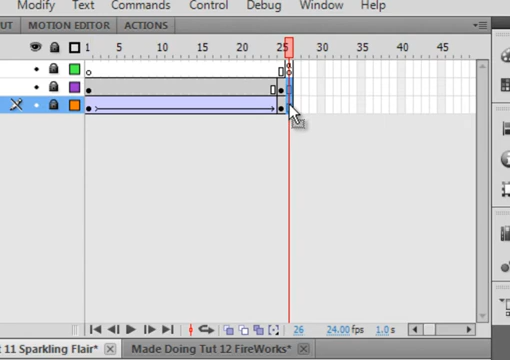 Modify Text Commands Control Debug Window Help
UT MOTION EDITOR ACTIONS
1 5 10 15 20 25 30 35 40 45
a
26 24.00 fps 1.0 s
t 11 Sparkling Flair* Made Doing Tut 12 FireWorks*